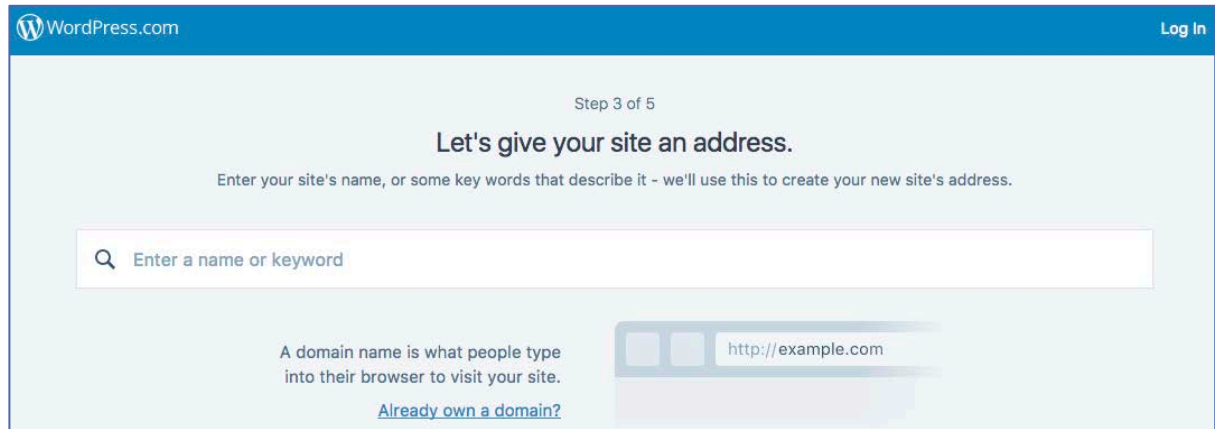 WordPress.com
Log In
Step 3 of 5
Let's give your site an address.
Enter your site's name, or some key words that describe it - we'll use this to create your new site's address.
Enter a name or keyword
A domain name is what people type
into their browser to visit your site.
Already own a domain?
http://example.com